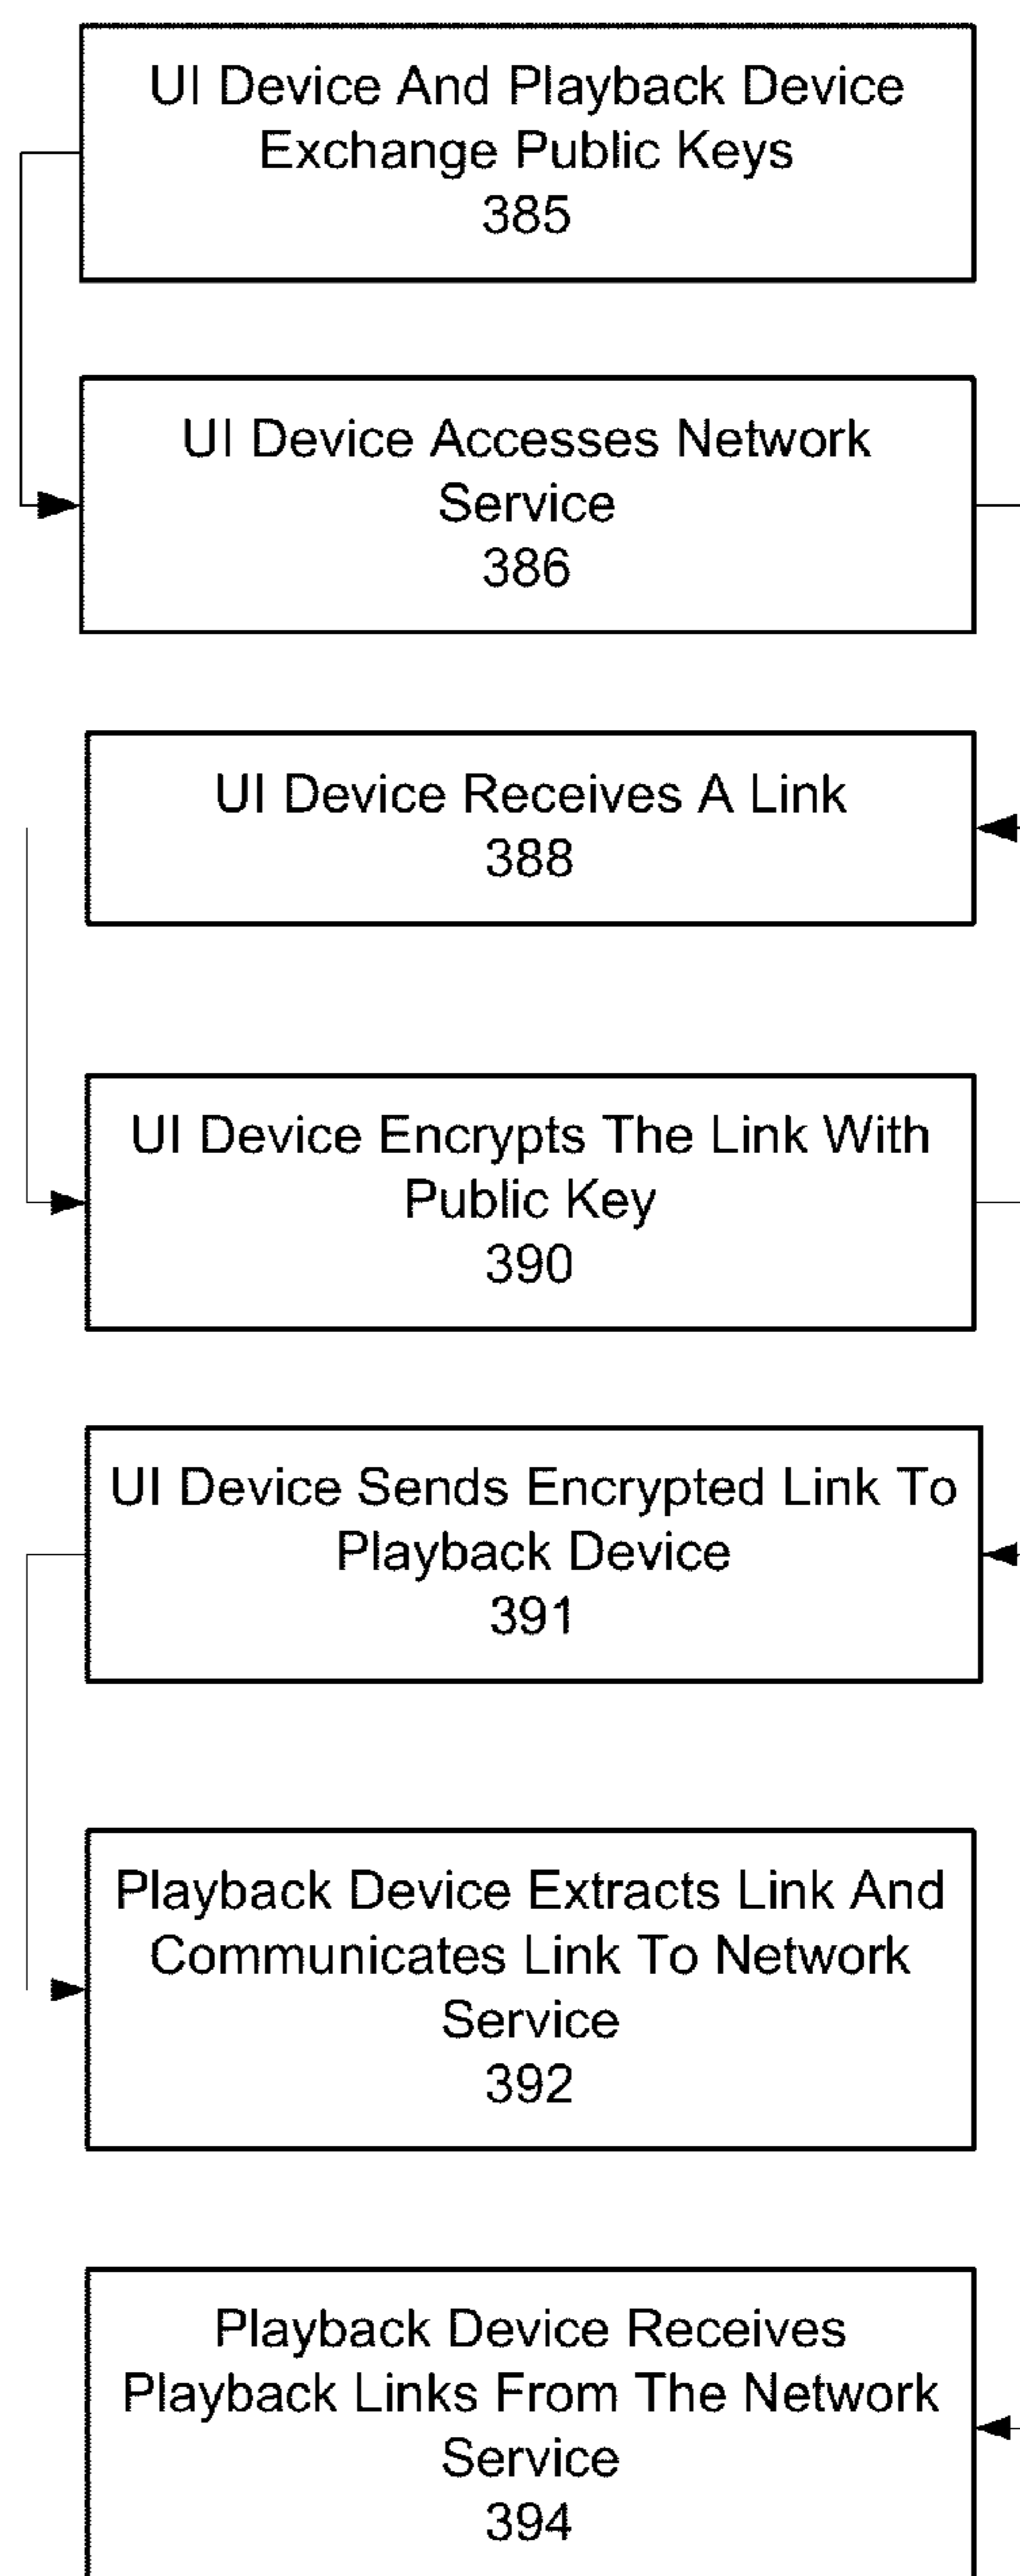 UI Device And Playback Device
Exchange Public Keys
385
UI Device Accesses Network
Service
386
UI Device Receives A Link
388
UI Device Encrypts The Link With
Public Key
390
UI Device Sends Encrypted Link To
Playback Device
391
Playback Device Extracts Link And
Communicates Link To Network
Service
392
Playback Device Receives
Playback Links From The Network
Service
394